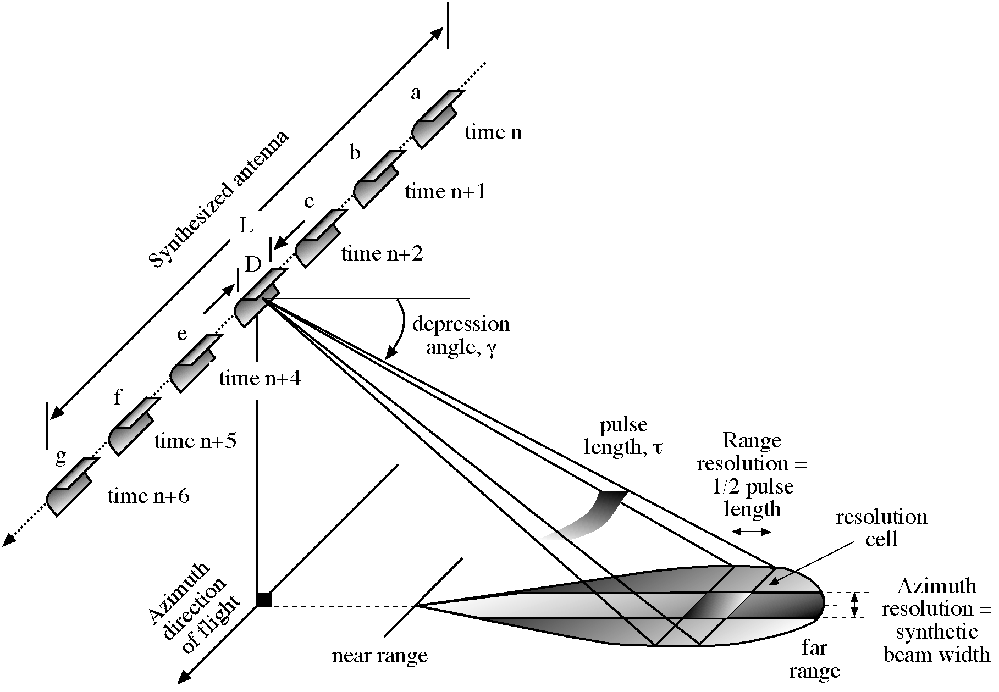 a
time n
b
time n+1
c
time n+2
Synthesized antenna
L
D
depression
angle, γ
e
time n+4
f
time n+5
g
time n+6
pulse
length, τ
Range
resolution =
1/2 pulse
length
resolution
cell
Azimuth
direction
of flight
near range
far
range
Azimuth
resolution =
synthetic
beam width